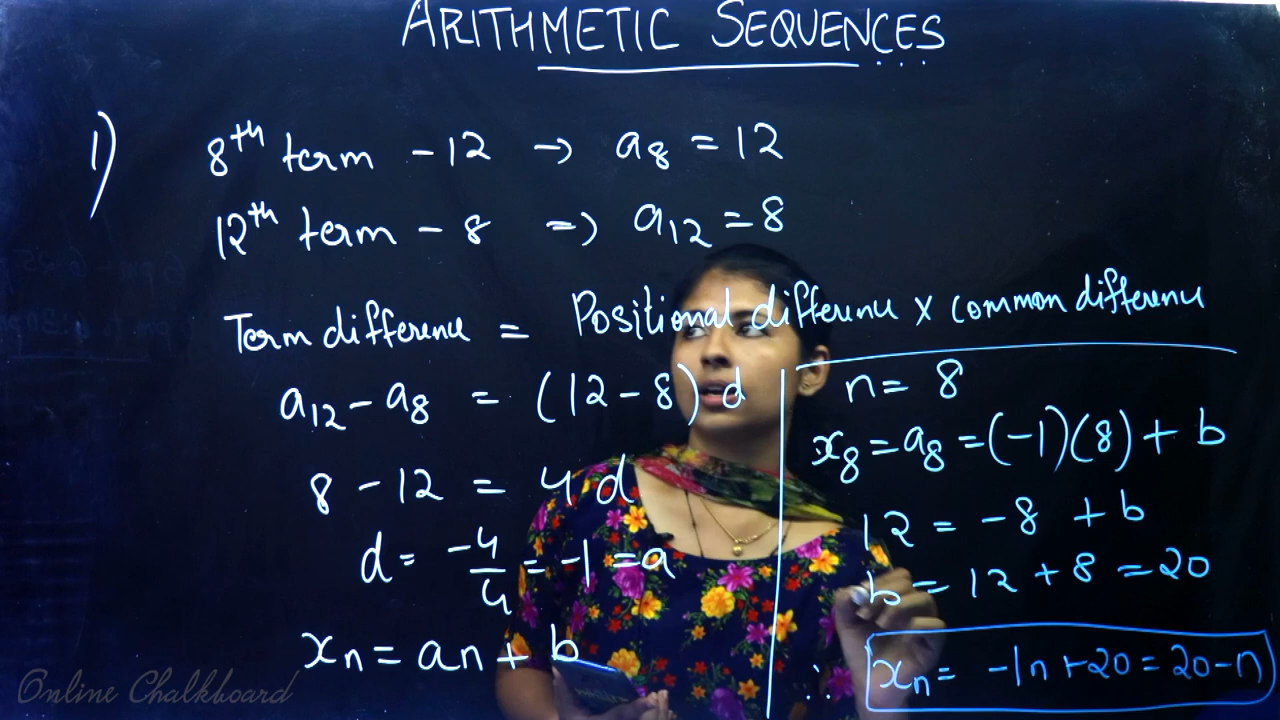 ARITHMETIC SEQUENCES...
1)
8th term - 12 → a8 = 12
12th term - 8 => a12 = 8
Term difference = Positional difference x common difference
a12 - a8 = (12 - 8) d
8 - 12 = 4d
d = -4/4 = -1 = a
xn = an + b
n = 8
x8 = a8 = (-1)(8) + b
12 = -8 + b
b = 12 + 8 = 20
∴ xn = -1n + 20 = 20 - n
Online Chalkboard